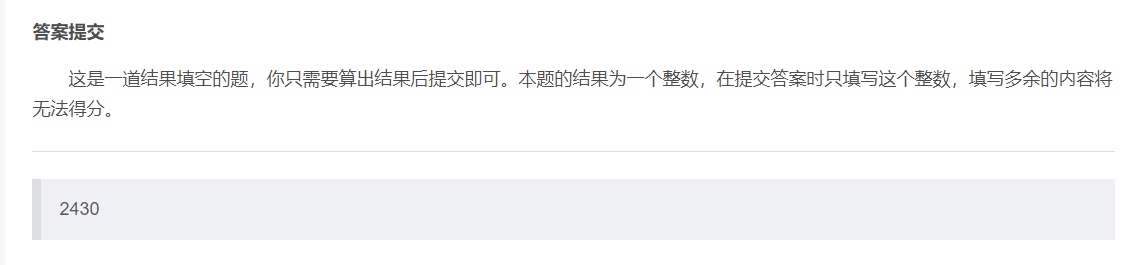 答案提交
这是一道结果填空的题，你只需要算出结果后提交即可。本题的结果为一个整数，在提交答案时只填写这个整数，填写多余的内容将
无法得分。
2430